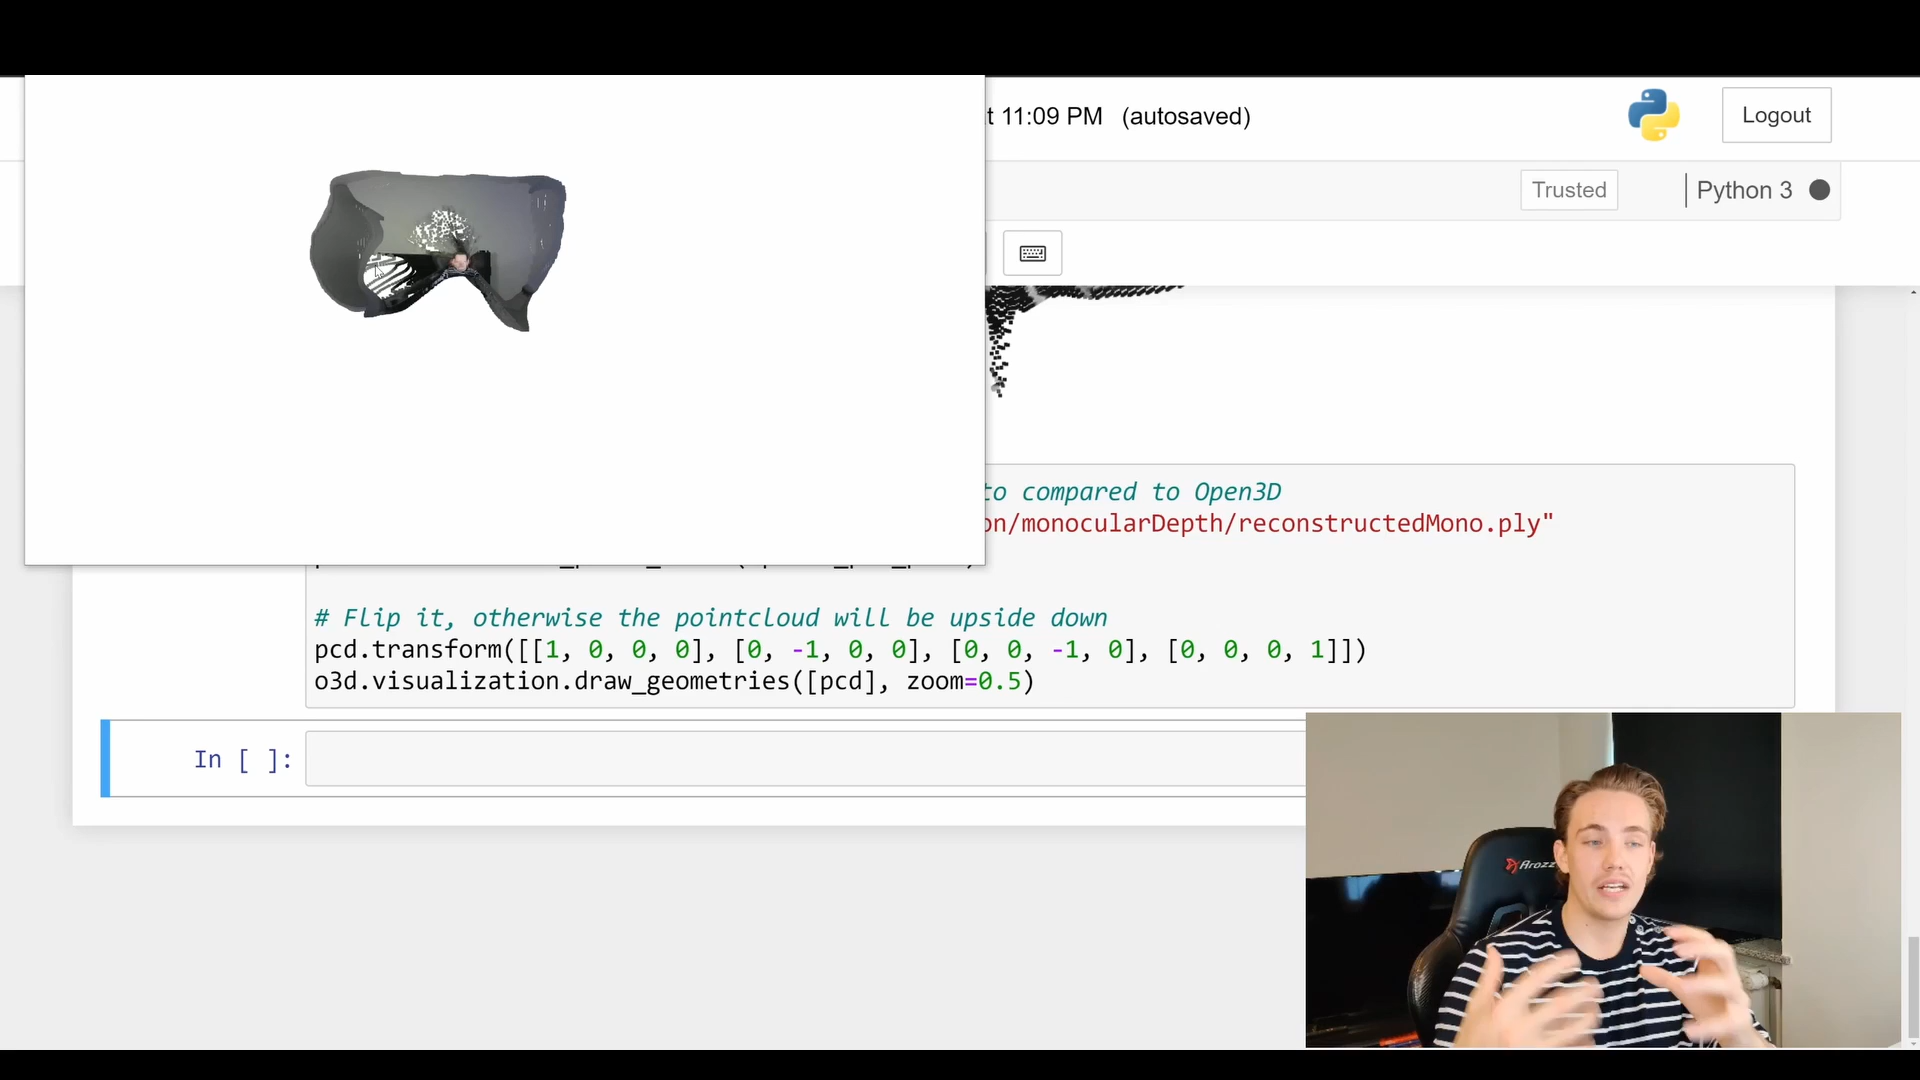 t 11:09 PM (autosaved)
Logout
Trusted
Python 3
to compared to Open3D
on/monocularDepth/reconstructedMono.ply"
# Flip it, otherwise the pointcloud will be upside down
pcd.transform([[1, 0, 0, 0], [0, -1, 0, 0], [0, 0, -1, 0], [0, 0, 0, 1]])
o3d.visualization.draw_geometries([pcd], zoom=0.5)
In [ ]:
Arozz